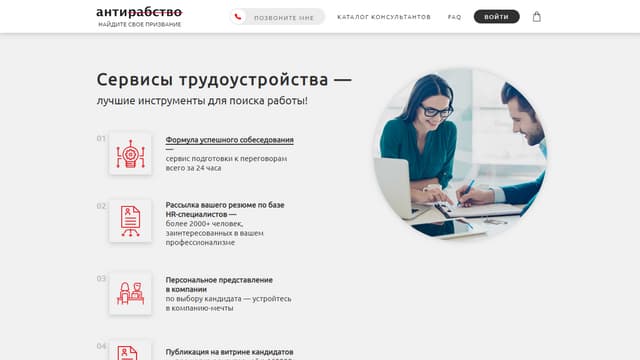 антирабство
НАЙДИТЕ СВОЕ ПРИЗВАНИЕ
ПОЗВОНИТЕ МНЕ
КАТАЛОГ КОНСУЛЬТАНТОВ
FAQ
ВОЙТИ
Сервисы трудоустройства —
лучшие инструменты для поиска работы!
01
Формула успешного собеседования
—
сервис подготовки к переговорам
всего за 24 часа
02
Рассылка вашего резюме по базе
HR-специалистов —
более 2000+ человек,
заинтересованных в вашем
профессионализме
03
Персональное представление
в компании
по выбору кандидата — устройтесь
в компанию-мечты
04
Публикация на витрине кандидатов